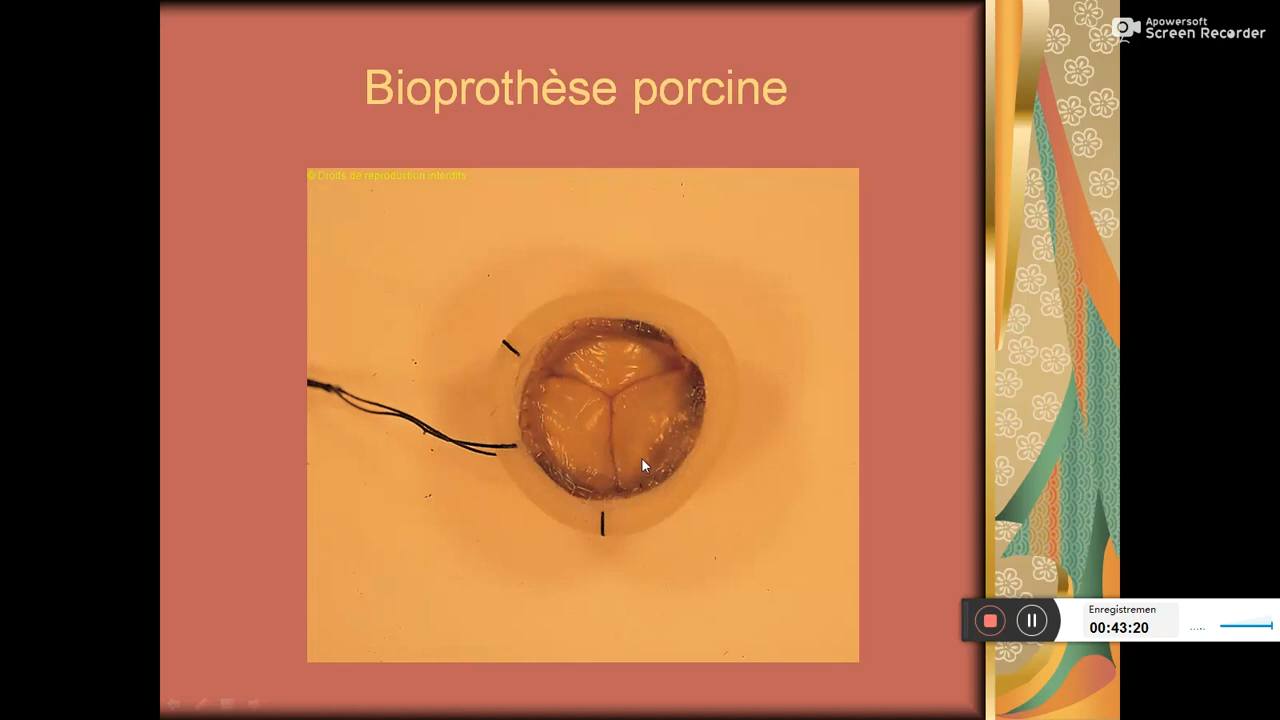 Apowersoft
Screen Recorder
Bioprothèse porcine
© Droits de reproduction interdits
Enregistremen
00:43:20